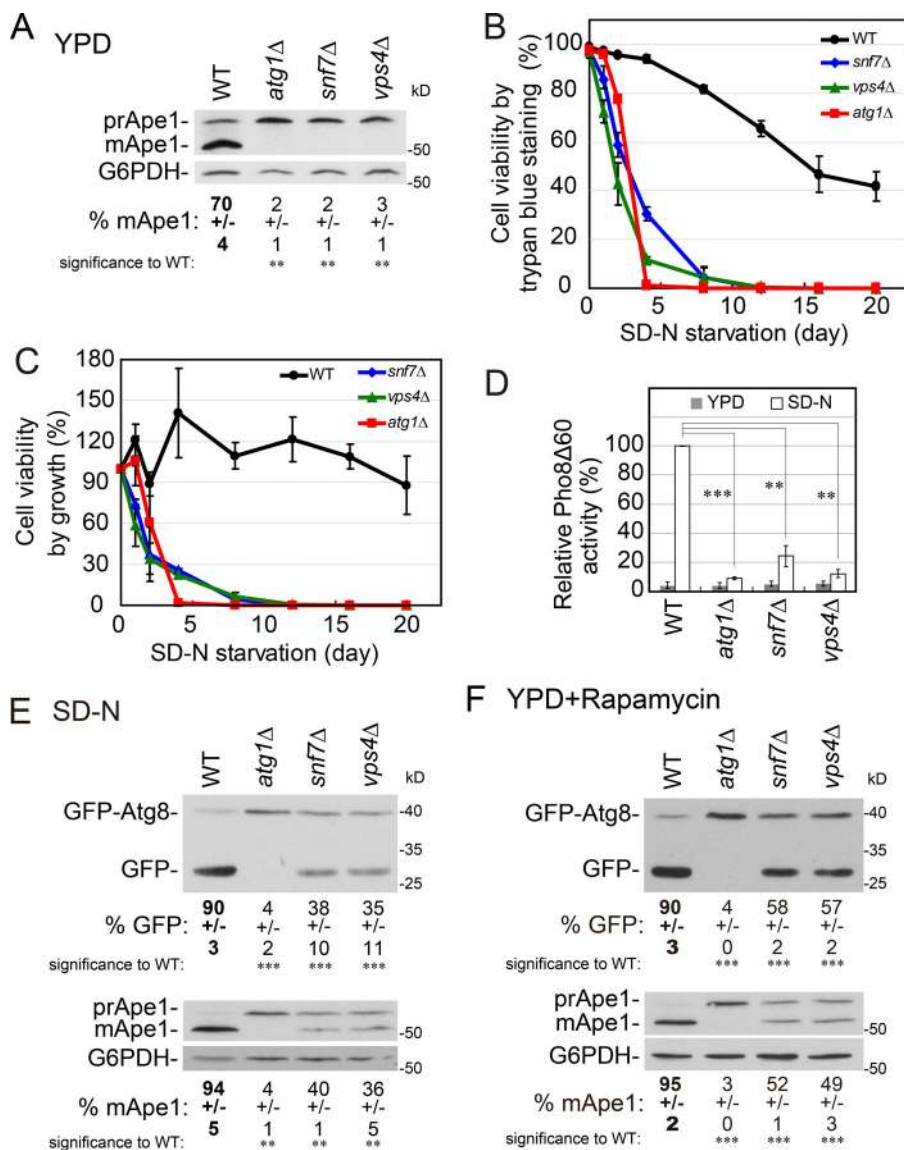 A YPD
WT atg1Δ snf7Δ vps4Δ kD
prApe1-
mApe1- -50
G6PDH- -50
70 2 2 3
% mApe1: +/- +/- +/- +/-
4 1 1 1
significance to WT: ** ** **
B
Cell viability by trypan blue staining (%)
100
80
60
40
20
0
0 5 10 15 20
SD-N starvation (day)
WT
snf7Δ
vps4Δ
atg1Δ
C
Cell viability by growth (%)
180
150
120
90
60
30
0
0 5 10 15 20
SD-N starvation (day)
WT
snf7Δ
vps4Δ
atg1Δ
D
YPD SD-N
Relative Pho8Δ60 activity (%)
100
80
60
40
20
0
*** ** **
WT atg1Δ snf7Δ vps4Δ
E SD-N
WT atg1Δ snf7Δ vps4Δ kD
GFP-Atg8- -40
-35
GFP- -25
90 4 38 35
% GFP: +/- +/- +/- +/-
3 2 10 11
significance to WT: *** *** ***
prApe1-
mApe1- -50
G6PDH- -50
94 4 40 36
% mApe1: +/- +/- +/- +/-
5 1 1 5
significance to WT: ** ** **
F YPD+Rapamycin
WT atg1Δ snf7Δ vps4Δ kD
GFP-Atg8- -40
-35
GFP- -25
90 4 58 57
% GFP: +/- +/- +/- +/-
3 0 2 2
significance to WT: *** *** ***
prApe1-
mApe1- -50
G6PDH- -50
95 3 52 49
% mApe1: +/- +/- +/- +/-
2 0 1 3
significance to WT: *** *** ***